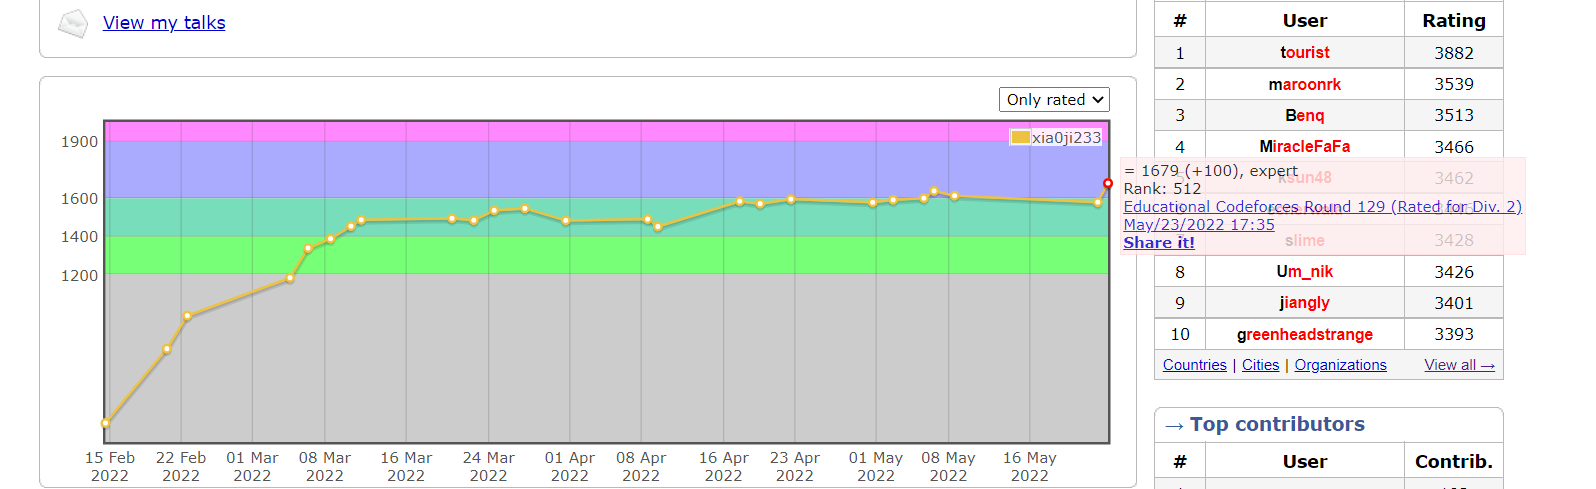 View my talks
Only rated
1900
1600
1400
1200
xia0ji233
15 Feb 2022
22 Feb 2022
01 Mar 2022
08 Mar 2022
16 Mar 2022
24 Mar 2022
01 Apr 2022
08 Apr 2022
16 Apr 2022
23 Apr 2022
01 May 2022
08 May 2022
16 May 2022
= 1679 (+100), expert
Rank: 512
Educational Codeforces Round 129 (Rated for Div. 2)
May/23/2022 17:35
Share it!
# User Rating
1 tourist 3882
2 maroonrk 3539
3 Benq 3513
4 MiracleFaFa 3466
ksun48 3462
slime 3428
8 Um_nik 3426
9 jiangly 3401
10 greenheadstrange 3393
Countries | Cities | Organizations View all →
→ Top contributors
# User Contrib.